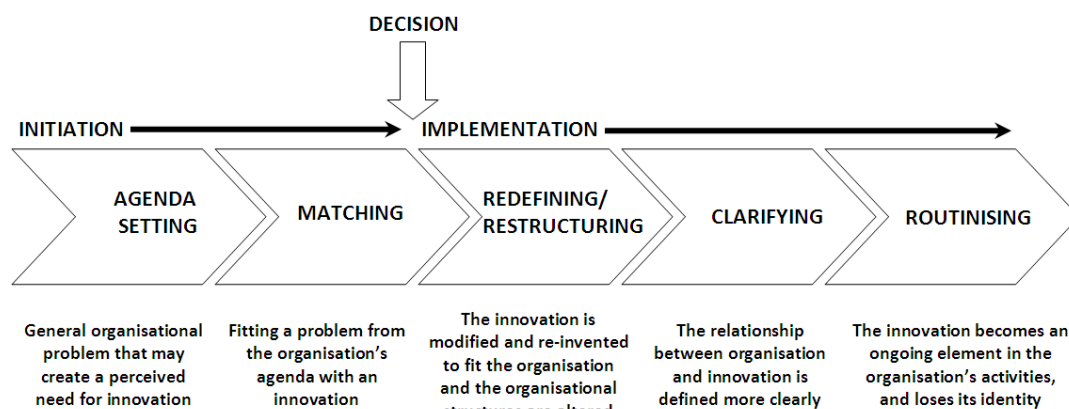 DECISION
INITIATION
IMPLEMENTATION
AGENDA
SETTING
MATCHING
REDEFINING/
RESTRUCTURING
CLARIFYING
ROUTINISING
General organisational
problem that may
create a perceived
need for innovation
Fitting a problem from
the organisation's
agenda with an
innovation
The innovation is
modified and re-invented
to fit the organisation
and the organisational
structures are altered
The relationship
between organisation
and innovation is
defined more clearly
The innovation becomes an
ongoing element in the
organisation's activities,
and loses its identity